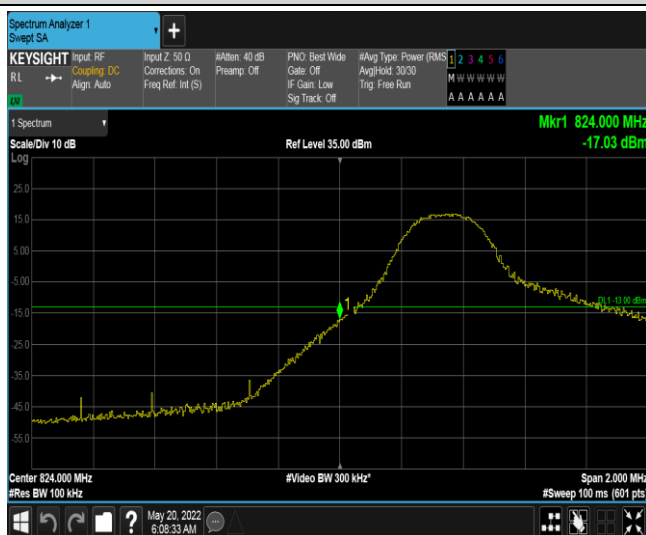 Spectrum Analyzer 1
Swept SA
+
KEYSIGHT
RL
Input: RF
Coupling: DC
Align: Auto
Input Z: 50 Ω
Corrections: On
Freq Ref: Int (S)
#Atten: 40 dB
Preamp: Off
PNO: Best Wide
Gate: Off
IF Gain: Low
Sig Track: Off
#Avg Type: Power (RMS
Avg|Hold: 30/30
Trig: Free Run
1 2 3 4 5 6
M W W W W W
A A A A A A
1 Spectrum
Mkr1 824.000 MHz
Scale/Div 10 dB
Ref Level 35.00 dBm
-17.03 dBm
Log
25.0
15.0
5.00
-5.00
1
DL1 -13.00 dBm
-15.0
-25.0
-35.0
-45.0
-55.0
Center 824.000 MHz
#Video BW 300 kHz*
Span 2.000 MHz
#Res BW 100 kHz
#Sweep 100 ms (601 pts)
?
May 20, 2022
6:08:33 AM